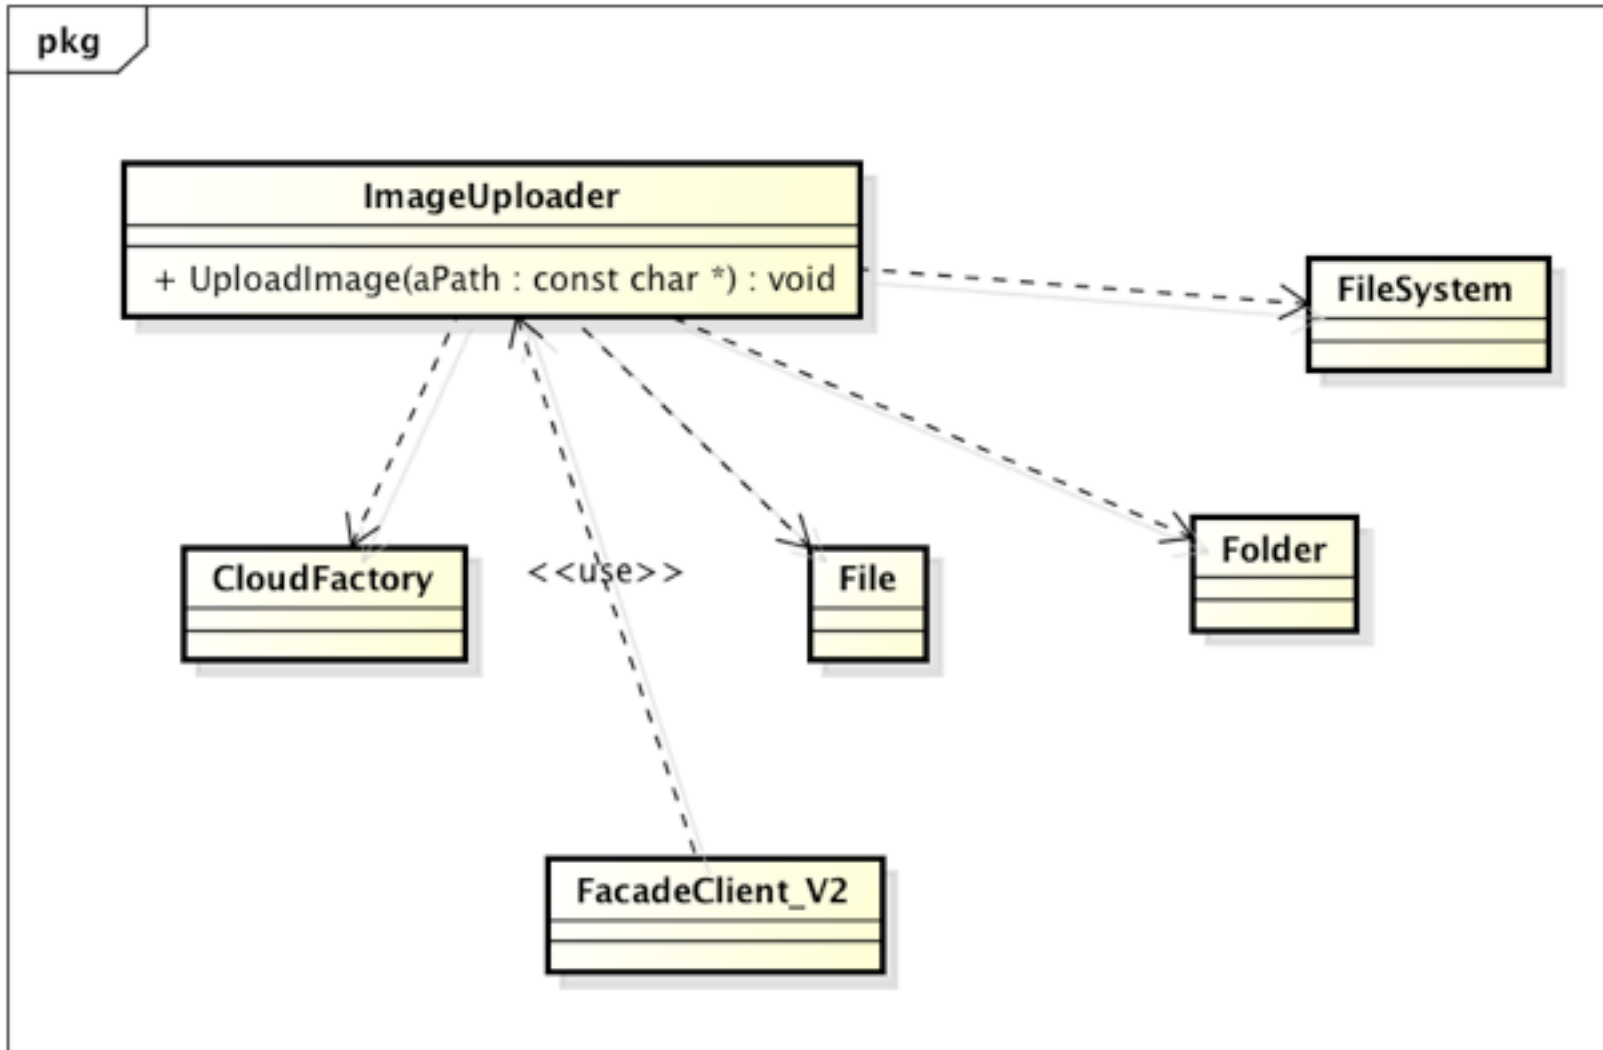 pkg
ImageUploader
+ UploadImage(aPath : const char *) : void
FileSystem
Folder
CloudFactory
<<use>>
File
FacadeClient_V2